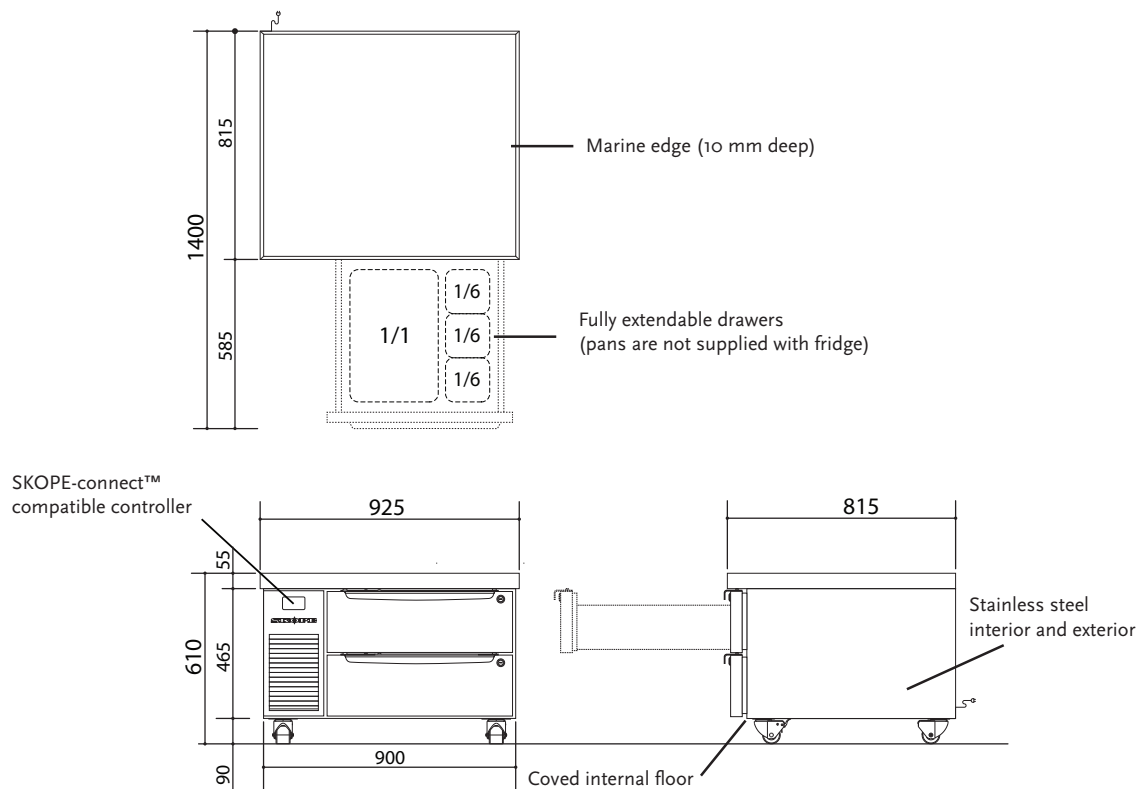 815
1400
585
Marine edge (10 mm deep)
1/1
1/6
1/6
1/6
Fully extendable drawers
(pans are not supplied with fridge)
SKOPE-connect™
compatible controller
925
815
55
610
465
90
SKOPE
900
Stainless steel
interior and exterior
Coved internal floor